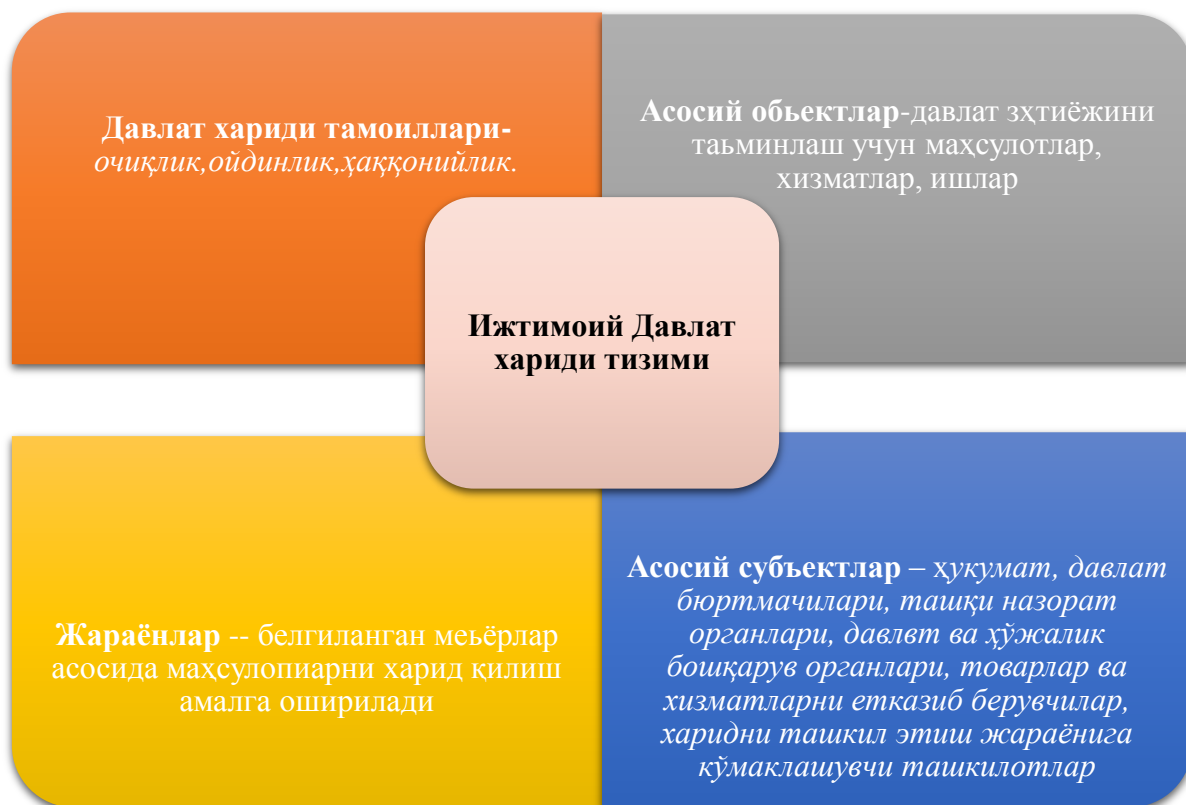 Давлат хариди тамоиллари-
очиқлик,ойдинлик,ҳаққонийлик.
Асосий обьектлар-давлат зҳтиёжини
таьминлаш учун маҳсулотлар,
хизматлар, ишлар
Ижтимоий Давлат
хариди тизими
Жараёнлар -- белгиланган меьёрлар
асосида маҳсулопиарни харид қилиш
амалга оширилади
Асосий субъектлар – ҳукумат, давлат
бюртмачилари, ташқи назорат
органлари, давлвт ва ҳўжалик
бошқарув органлари, товарлар ва
хизматларни етказиб берувчилар,
харидни ташкил этиш жараёнига
кўмаклашувчи ташкилотлар